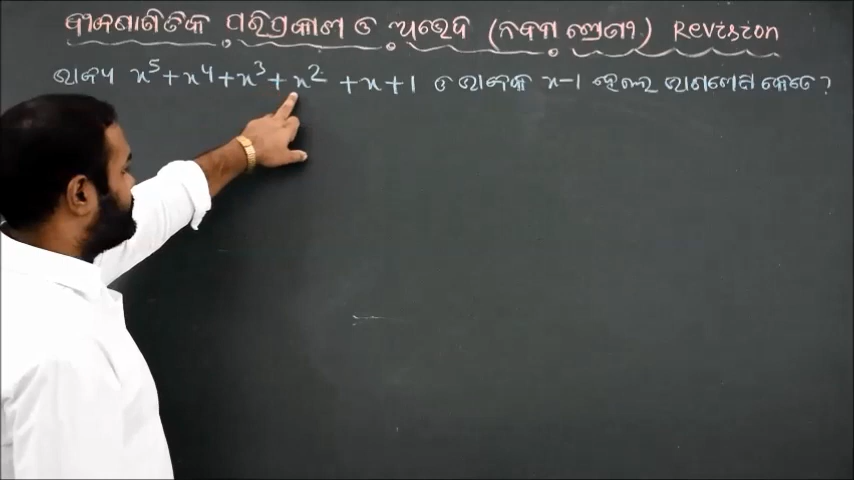 ବୀଜଗାଣିତିକ ପରିପ୍ରକାଶ ଓ ଅଭେଦ (ନବମ ଶ୍ରେଣୀ) Revision
ଭାଜ୍ୟ x⁵+x⁴+x³+x²+x+1 ଓ ଭାଜକ x-1 ହେଲେ ଭାଗଶେଷ କେତେ?